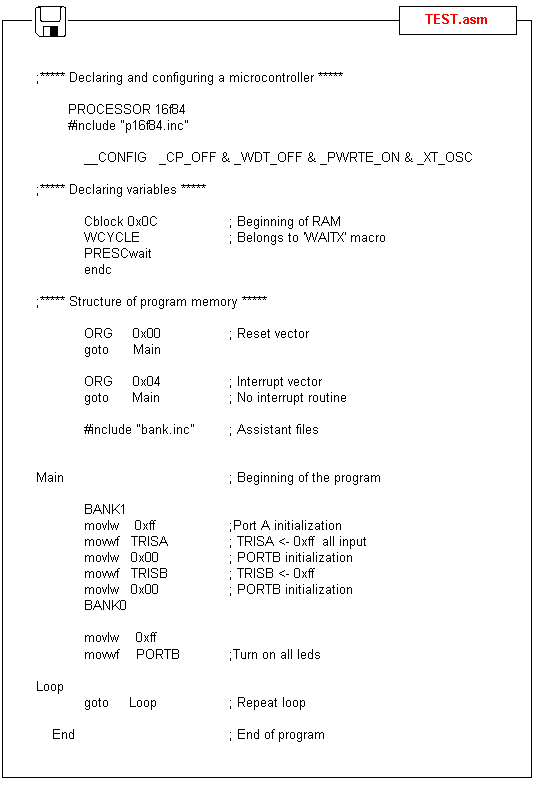 TEST.asm
;***** Declaring and configuring a microcontroller *****
PROCESSOR 16f84
#include "p16f84.inc"
__CONFIG _CP_OFF & _WDT_OFF & _PWRTE_ON & _XT_OSC
;***** Declaring variables *****
Cblock 0x0C ; Beginning of RAM
WCYCLE ; Belongs to 'WAITX' macro
PRESCwait
endc
;***** Structure of program memory *****
ORG 0x00 ; Reset vector
goto Main
ORG 0x04 ; Interrupt vector
goto Main ; No interrupt routine
#include "bank.inc" ; Assistant files
Main ; Beginning of the program
BANK1
movlw 0xff ;Port A initialization
movwf TRISA ; TRISA <- 0xff all input
movlw 0x00 ; PORTB initialization
movwf TRISB ; TRISB <- 0xff
movlw 0x00 ; PORTB initialization
BANK0
movlw 0xff
movwf PORTB ;Turn on all leds
Loop
goto Loop ; Repeat loop
End ; End of program